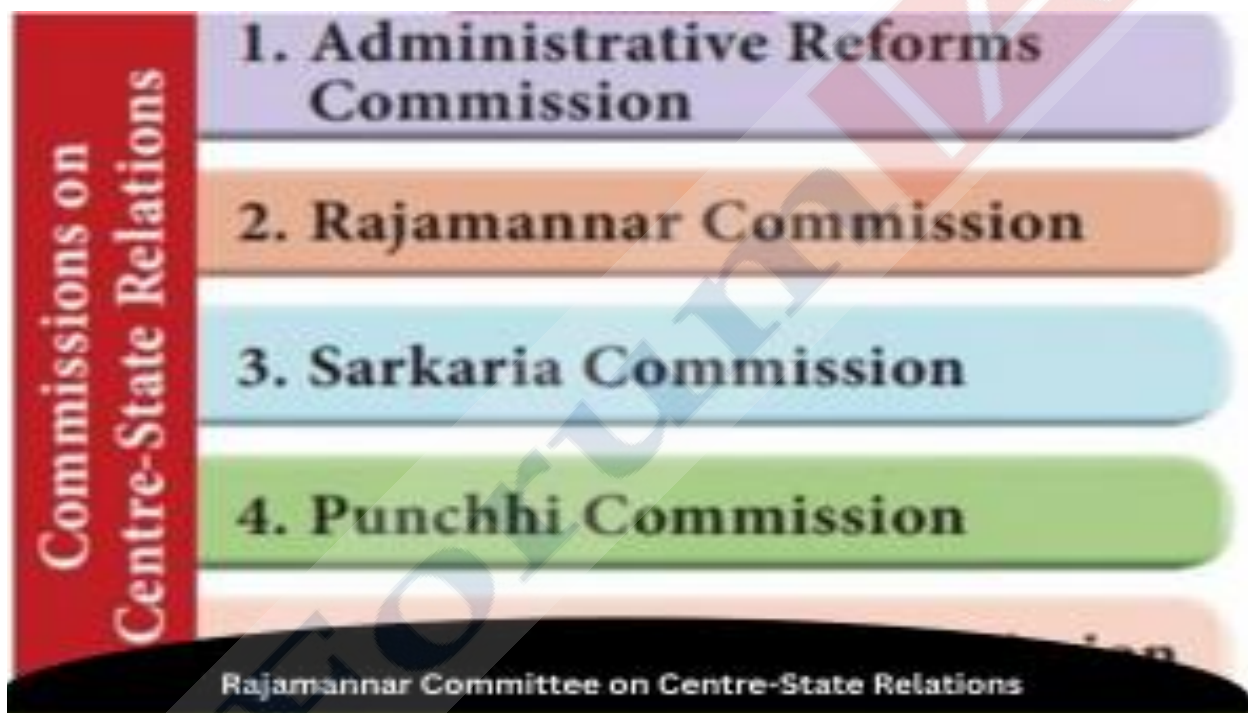 Commissions on
Centre-State Relations
1. Administrative Reforms
Commission
2. Rajamannar Commission
3. Sarkaria Commission
4. Punchhi Commission
Rajamannar Committee on Centre-State Relations
Forum